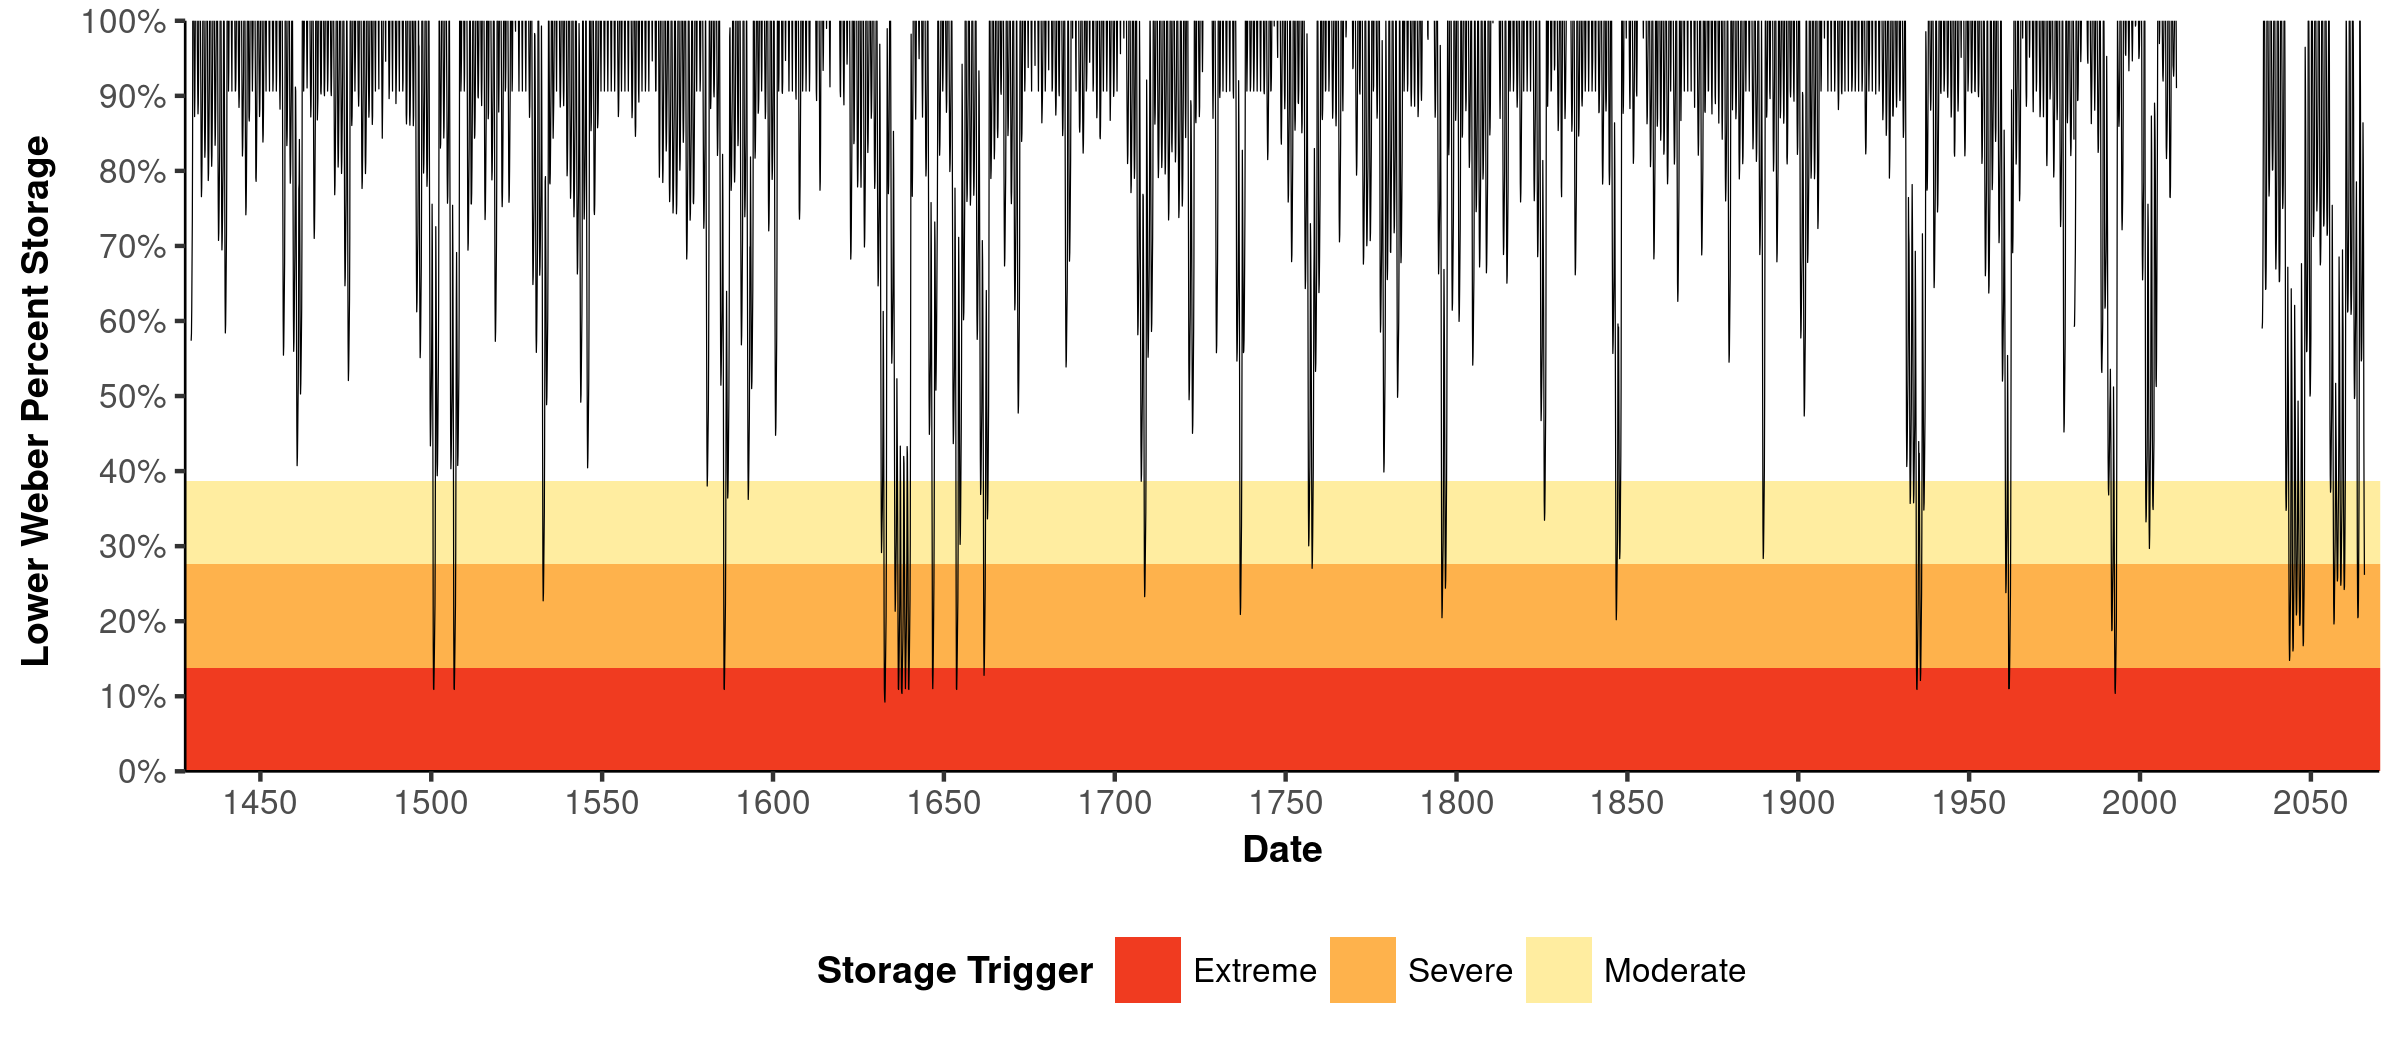 Lower Weber Percent Storage
100%
90%
80%
70%
60%
50%
40%
30%
20%
10%
0%
1450 1500 1550 1600 1650 1700 1750 1800 1850 1900 1950 2000 2050
Date
Storage Trigger Extreme Severe Moderate